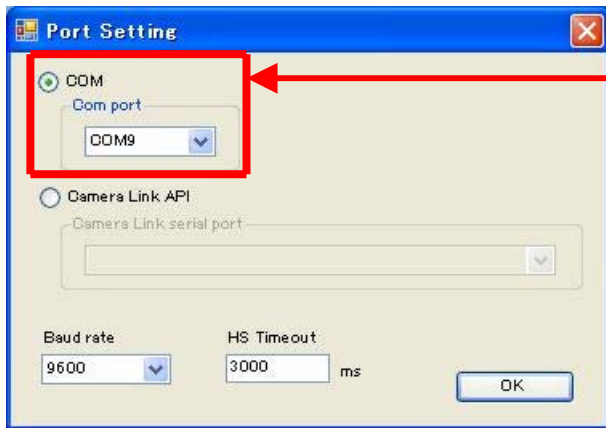 Port Setting
COM
Com port
COM9
Camera Link API
Camera Link serial port
Baud rate
HS Timeout
9600
3000
ms
OK